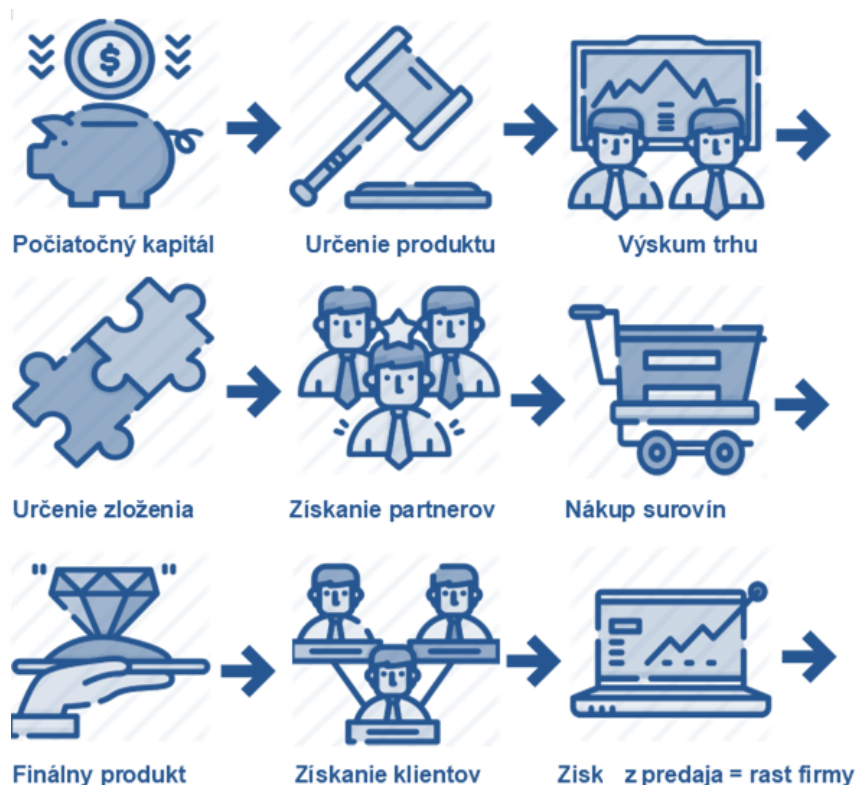 $
Počiatočný kapitál
Určenie produktu
Výskum trhu
Určenie zloženia
Získanie partnerov
Nákup surovín
Finálny produkt
Získanie klientov
Zisk z predaja = rast firmy